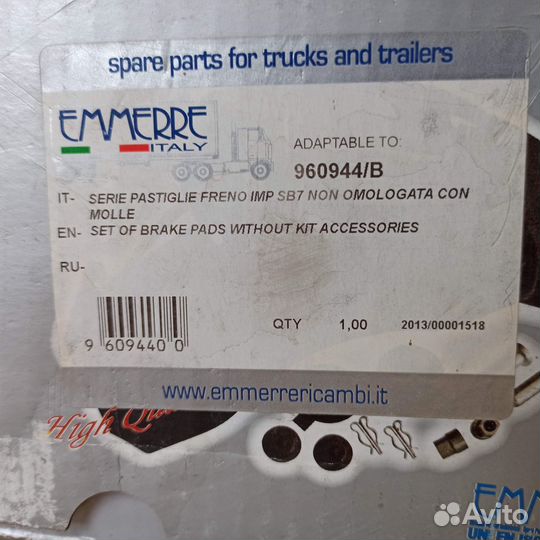 spare parts for trucks and trailers
EMMERRE
ITALY
ADAPTABLE TO:
960944/B
IT- SERIE PASTIGLIE FRENO IMP SB7 NON OMOLOGATA CON
MOLLE
EN- SET OF BRAKE PADS WITHOUT KIT ACCESSORIES
RU-
QTY 1,00 2013/00001518
9 609440 0
www.emmerrericambi.it
High
EMM
Avito